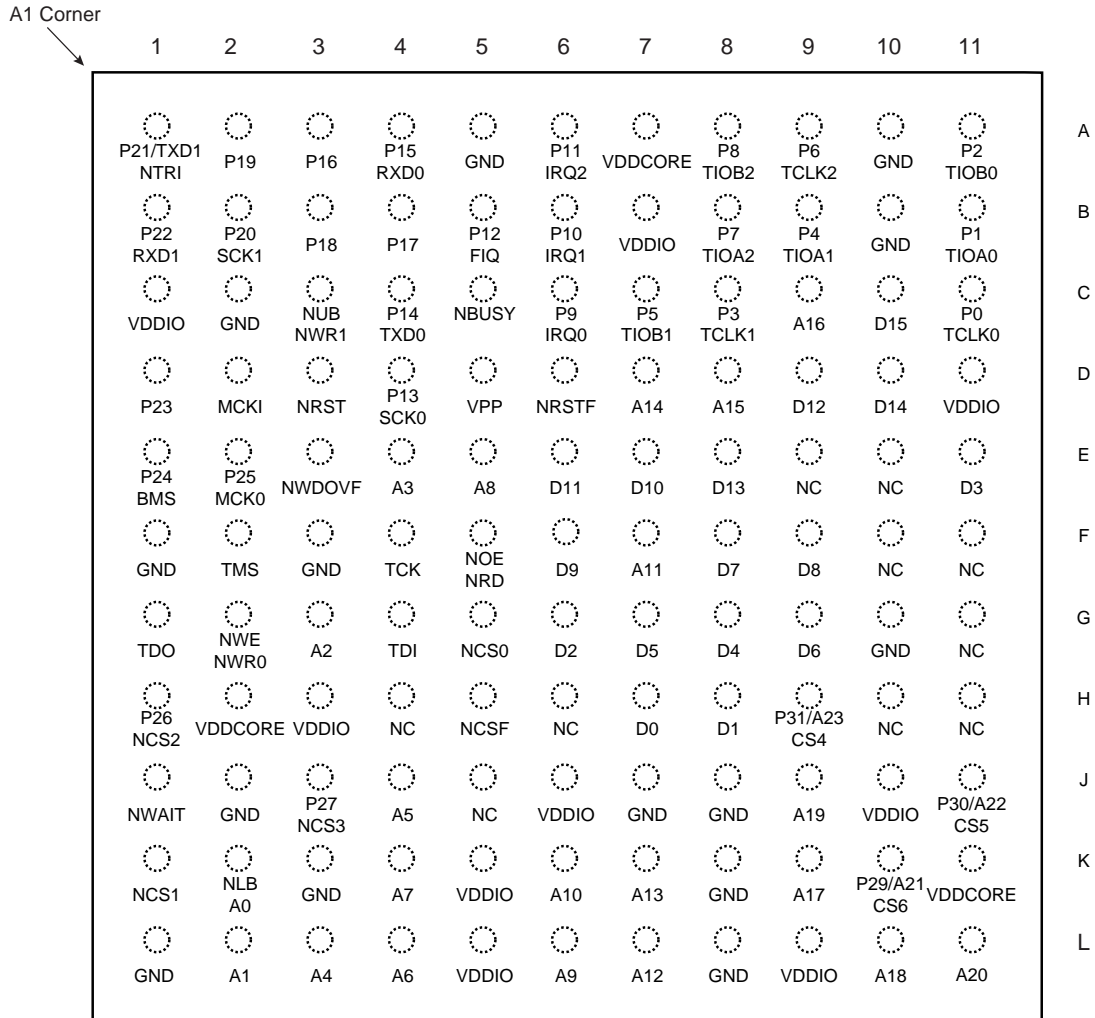 A1 Corner
1 2 3 4 5 6 7 8 9 10 11
A
P21/TXD1 P19 P16 P15 GND P11 VDDCORE P8 P6 GND P2
NTRI RXD0 IRQ2 TIOB2 TCLK2 TIOB0
B
P22 P20 P18 P17 P12 P10 VDDIO P7 P4 GND P1
RXD1 SCK1 FIQ IRQ1 TIOA2 TIOA1 TIOA0
C
VDDIO GND NUB P14 NBUSY P9 P5 P3 A16 D15 P0
NWR1 TXD0 IRQ0 TIOB1 TCLK1 TCLK0
D
P23 MCKI NRST P13 VPP NRSTF A14 A15 D12 D14 VDDIO
SCK0
E
P24 P25 NWDOVF A3 A8 D11 D10 D13 NC NC D3
BMS MCK0
F
GND TMS GND TCK NOE D9 A11 D7 D8 NC NC
NRD
G
TDO NWE A2 TDI NCS0 D2 D5 D4 D6 GND NC
NWR0
H
P26 VDDCORE VDDIO NC NCSF NC D0 D1 P31/A23 NC NC
NCS2 CS4
J
NWAIT GND P27 A5 NC VDDIO GND GND A19 VDDIO P30/A22
NCS3 CS5
K
NCS1 NLB GND A7 VDDIO A10 A13 GND A17 P29/A21 VDDCORE
A0 CS6
L
GND A1 A4 A6 VDDIO A9 A12 GND VDDIO A18 A20